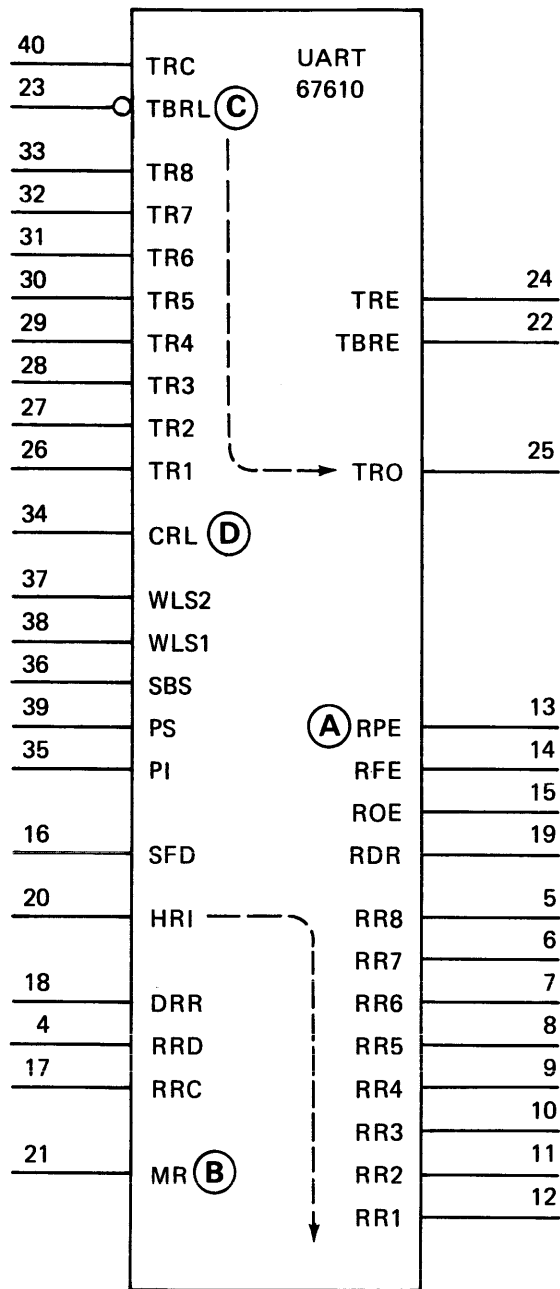 UART
67610
40 TRC
23 TBRL C
33 TR8
32 TR7
31 TR6
30 TR5
29 TR4
28 TR3
27 TR2
26 TR1
34 CRL D
37 WLS2
38 WLS1
36 SBS
39 PS
35 PI
16 SFD
20 HRI
18 DRR
4 RRD
17 RRC
21 MR B
TRE 24
TBRE 22
TRO 25
A RPE 13
RFE 14
ROE 15
RDR 19
RR8 5
RR7 6
RR6 7
RR5 8
RR4 9
RR3 10
RR2 11
RR1 12